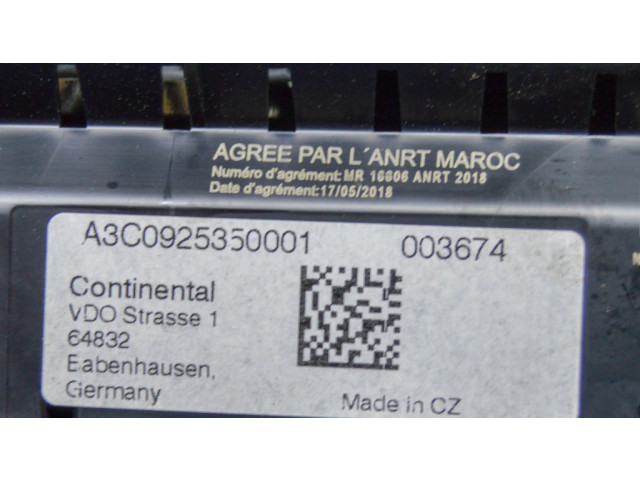 AGREE PAR L´ANRT MAROC
Numéro d'agrément: MR 16606 ANRT 2018
Date d'agrément: 17/05/2018
A3C0925350001 003674
Continental
VDO Strasse 1
64832
Babenhausen,
Germany
Made in CZ